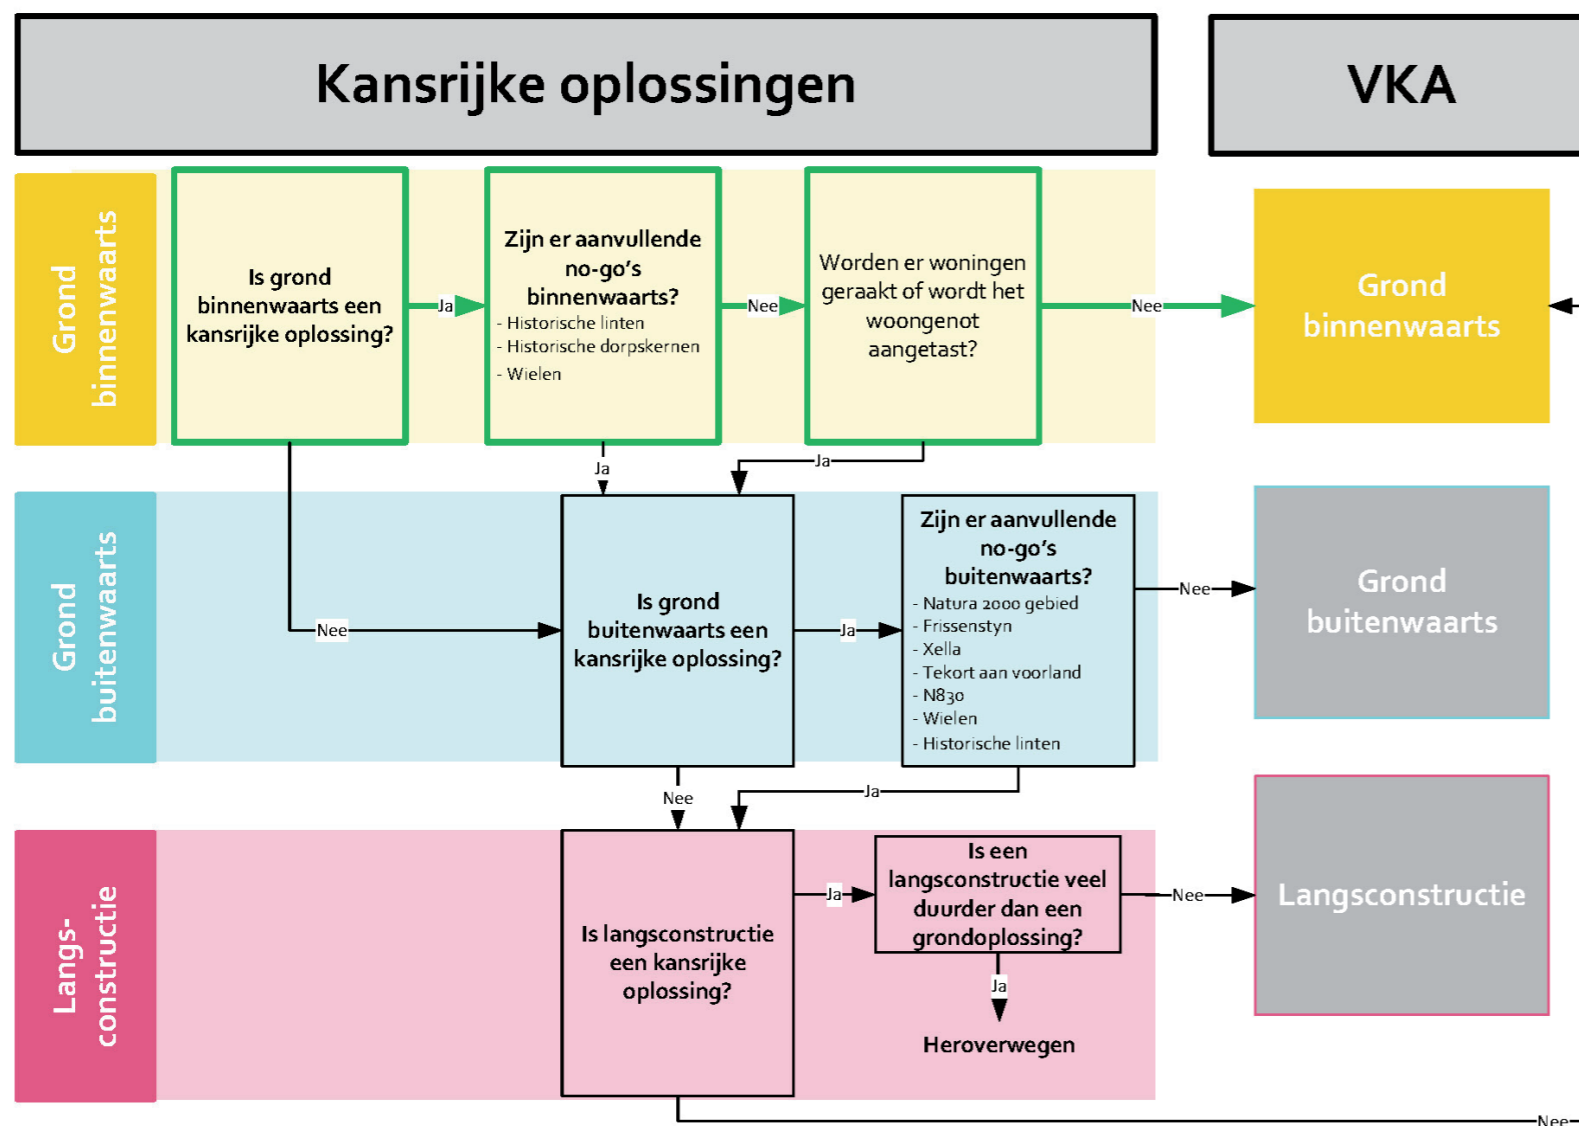 Kansrijke oplossingen
VKA
Grond
binnenwaarts
Is grond
binnenwaarts een
kansrijke oplossing?
Ja
Zijn er aanvullende
no-go's
binnenwaarts?
- Historische linten
- Historische dorpskernen
- Wielen
Nee
Worden er woningen
geraakt of wordt het
woongenot
aangetast?
Nee
Grond
binnenwaarts
Ja
Ja
Grond
buitenwaarts
Nee
Is grond
buitenwaarts een
kansrijke oplossing?
Ja
Zijn er aanvullende
no-go's
buitenwaarts?
- Natura 2000 gebied
- Frissenstyn
- Xella
- Tekort aan voorland
- N830
- Wielen
- Historische linten
Nee
Grond
buitenwaarts
Nee
Ja
Langs-
constructie
Is langsconstructie
een kansrijke
oplossing?
Ja
Is een
langsconstructie veel
duurder dan een
grondoplossing?
Nee
Langsconstructie
Ja
Heroverwegen
Nee